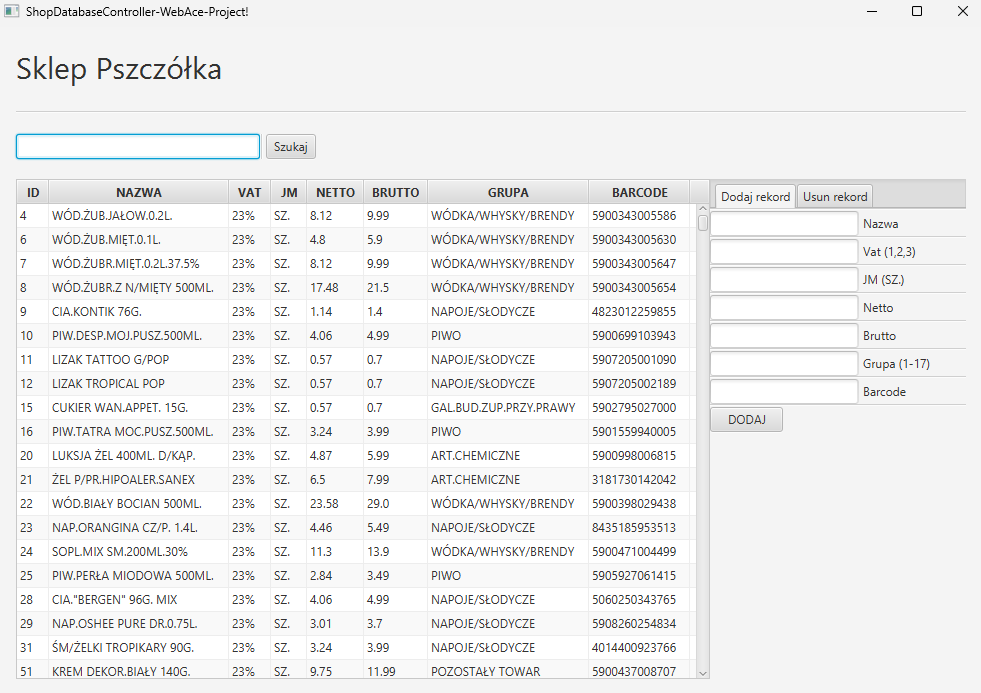 ShopDatabaseController-WebAce-Project!
Sklep Pszczółka
Szukaj
ID NAZWA VAT JM NETTO BRUTTO GRUPA BARCODE
4 WÓD.ŻUB.JAŁOW.0.2L. 23% SZ. 8.12 9.99 WÓDKA/WHYSKY/BRENDY 5900343005586
6 WÓD.ŻUB.MIĘT.0.1L. 23% SZ. 4.8 5.9 WÓDKA/WHYSKY/BRENDY 5900343005630
7 WÓD.ŻUBR.MIĘT.0.2L.37.5% 23% SZ. 8.12 9.99 WÓDKA/WHYSKY/BRENDY 5900343005647
8 WÓD.ŻUBR.Z N/MIĘTY 500ML. 23% SZ. 17.48 21.5 WÓDKA/WHYSKY/BRENDY 5900343005654
9 CIA.KONTIK 76G. 23% SZ. 1.14 1.4 NAPOJE/SŁODYCZE 4823012259855
10 PIW.DESP.MOJ.PUSZ.500ML. 23% SZ. 4.06 4.99 PIWO 5900699103943
11 LIZAK TATTOO G/POP 23% SZ. 0.57 0.7 NAPOJE/SŁODYCZE 5907205001090
12 LIZAK TROPICAL POP 23% SZ. 0.57 0.7 NAPOJE/SŁODYCZE 5907205002189
15 CUKIER WAN.APPET. 15G. 23% SZ. 0.57 0.7 GAL.BUD.ZUP.PRZY.PRAWY 5902795027000
16 PIW.TATRA MOC.PUSZ.500ML. 23% SZ. 3.24 3.99 PIWO 5901559940005
20 LUKSJA ŻEL 400ML. D/KĄP. 23% SZ. 4.87 5.99 ART.CHEMICZNE 5900998006815
21 ŻEL P/PR.HIPOALER.SANEX 23% SZ. 6.5 7.99 ART.CHEMICZNE 3181730142042
22 WÓD.BIAŁY BOCIAN 500ML. 23% SZ. 23.58 29.0 WÓDKA/WHYSKY/BRENDY 5900398029438
23 NAP.ORANGINA CZ/P. 1.4L. 23% SZ. 4.46 5.49 NAPOJE/SŁODYCZE 8435185953513
24 SOPL.MIX SM.200ML.30% 23% SZ. 11.3 13.9 WÓDKA/WHYSKY/BRENDY 5900471004499
25 PIW.PERŁA MIODOWA 500ML. 23% SZ. 2.84 3.49 PIWO 5905927061415
28 CIA."BERGEN" 96G. MIX 23% SZ. 4.06 4.99 NAPOJE/SŁODYCZE 5060250343765
29 NAP.OSHEE PURE DR.0.75L. 23% SZ. 3.01 3.7 NAPOJE/SŁODYCZE 5908260254834
31 ŚM/ŻELKI TROPIKARY 90G. 23% SZ. 3.24 3.99 NAPOJE/SŁODYCZE 4014400923766
51 KREM DEKOR.BIAŁY 140G. 23% SZ. 9.75 11.99 POZOSTAŁY TOWAR 5900437008707
Dodaj rekord Usun rekord
Nazwa
Vat (1,2,3)
JM (SZ.)
Netto
Brutto
Grupa (1-17)
Barcode
DODAJ